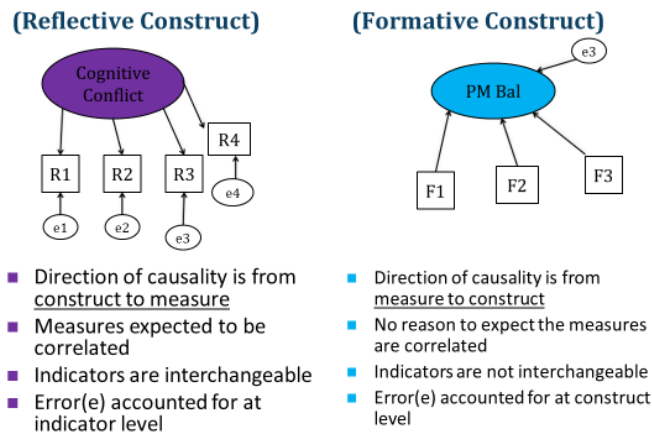 (Reflective Construct)
Cognitive
Conflict
R4
R1
R2
R3
e4
e1
e2
e3
Direction of causality is from
construct to measure
Measures expected to be
correlated
Indicators are interchangeable
Error(e) accounted for at
indicator level
(Formative Construct)
e3
PM Bal
F1
F2
F3
Direction of causality is from
measure to construct
No reason to expect the measures
are correlated
Indicators are not interchangeable
Error(e) accounted for at construct
level